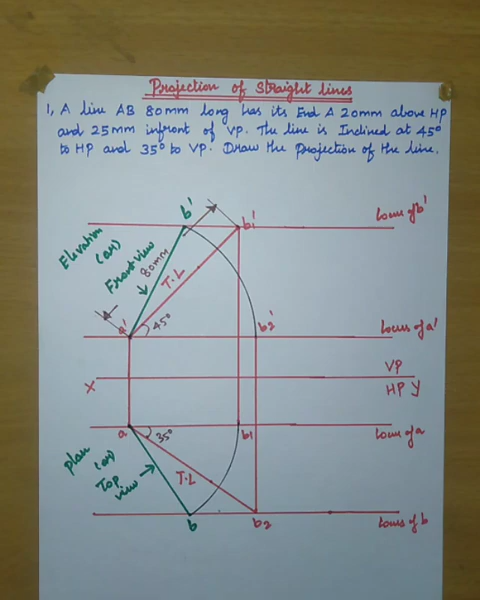 Projection of Straight lines
1, A line AB 80mm long has its End A 20mm above HP
and 25mm infront of VP. The line is Inclined at 45°
to HP and 35° to VP. Draw the Projection of the line.
b'
b1'
Locus of b'
Elevation
(or)
Front view
80mm
T.L
a'
45°
b2'
Locus of a'
VP
X
HP
Y
a
35°
b1
Locus of a
Plan
(or)
Top
view
T.L
b
b2
Locus of b